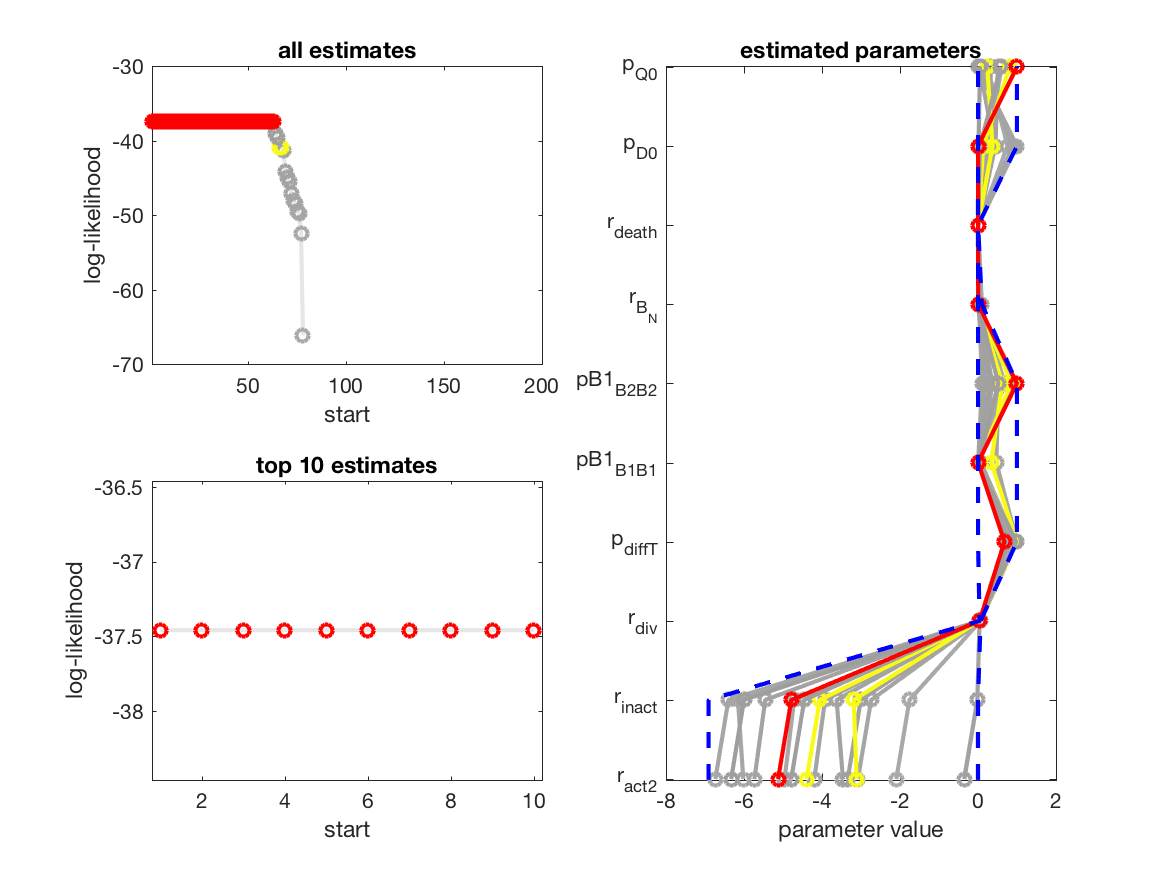 all estimates
-30
-40
-50
-60
-70
log-likelihood
50
100
150
200
start
top 10 estimates
-36.5
-37
-37.5
-38
log-likelihood
2
4
6
8
10
start
estimated parameters
p_Q0
p_D0
r_death
r_B_N
pB1_B2B2
pB1_B1B1
p_diffT
r_div
r_inact
r_act2
-8
-6
-4
-2
0
2
parameter value